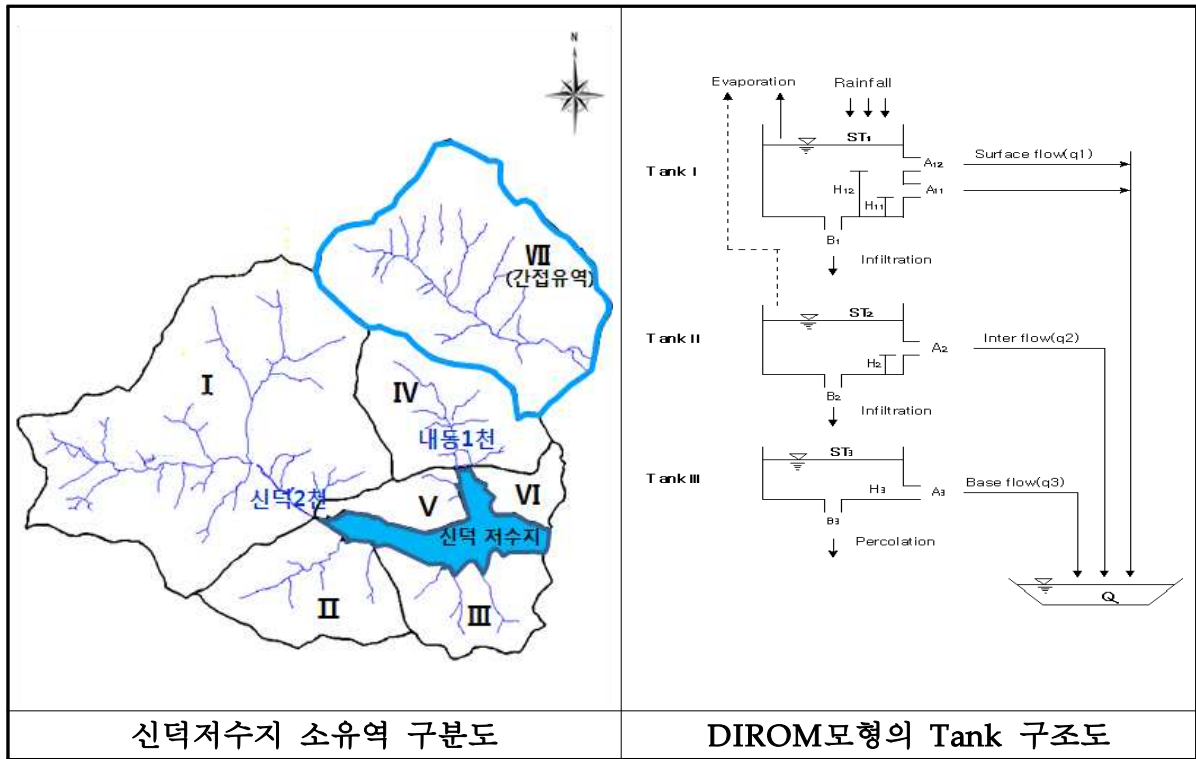 N
VII
(간접유역)
I
IV
내동1천
신덕2천
V
VI
신덕 저수지
II
III
신덕저수지 소유역 구분도
Evaporation
Rainfall
ST1
Surface flow(q1)
A12
Tank I
H12
A11
H11
B1
Infiltration
ST2
Tank II
Inter flow(q2)
A2
H2
B2
Infiltration
ST3
Tank III
Base flow(q3)
H3
A3
B3
Percolation
Q
DIROM모형의 Tank 구조도